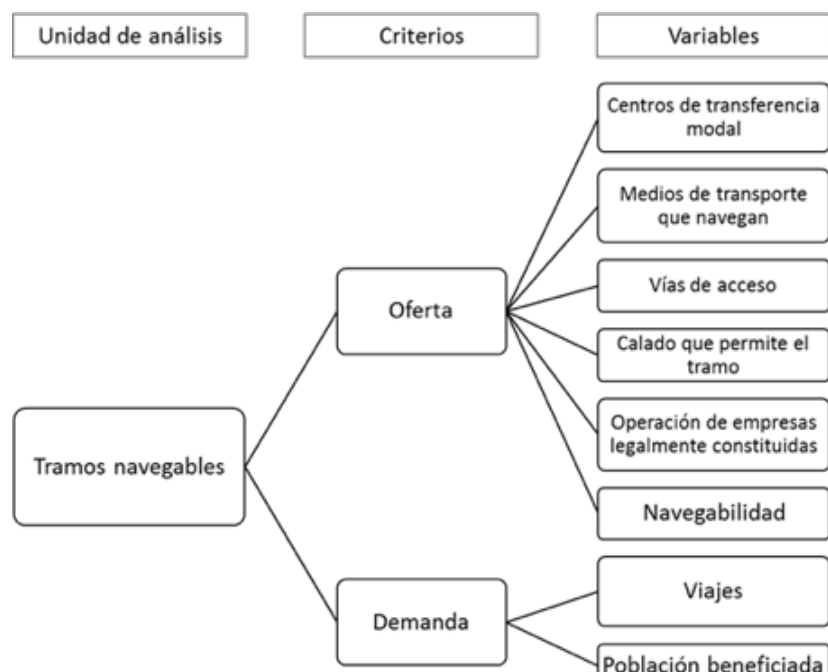 Unidad de análisis
Criterios
Variables
Centros de transferencia
modal
Medios de transporte
que navegan
Vías de acceso
Calado que permite el
tramo
Operación de empresas
legalmente constituidas
Navegabilidad
Oferta
Tramos navegables
Demanda
Viajes
Población beneficiada